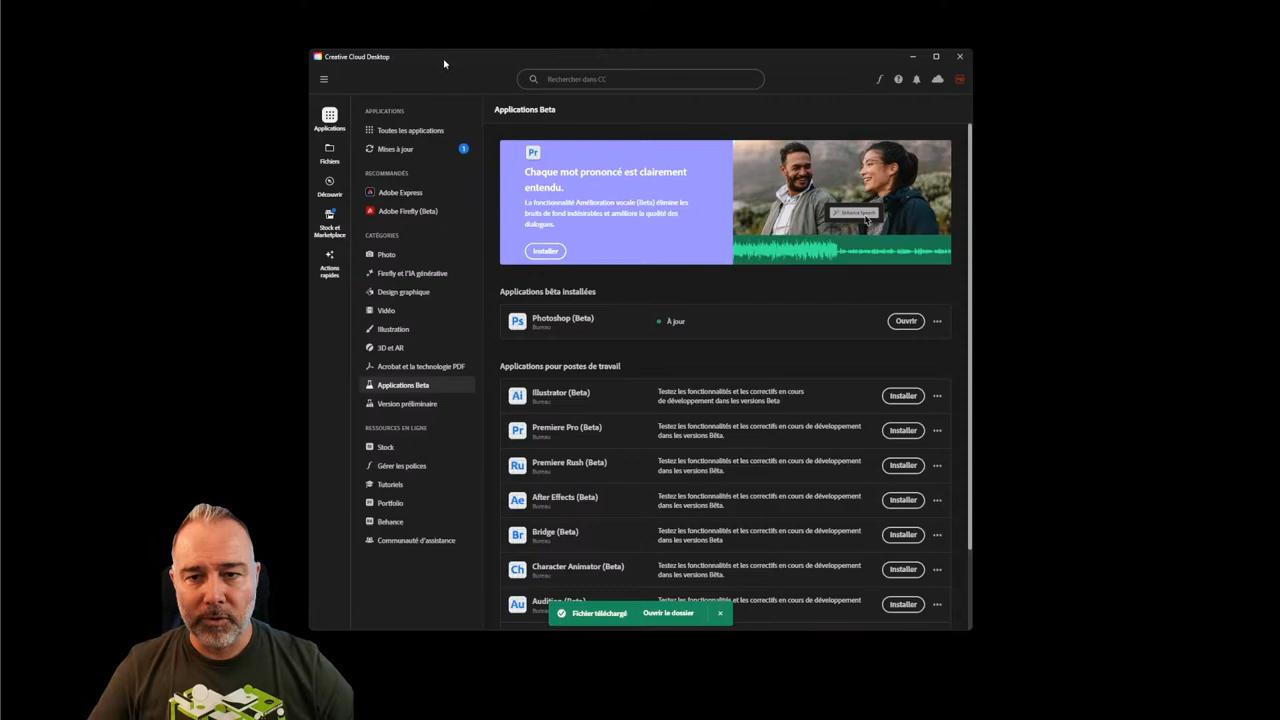 Creative Cloud Desktop
Rechercher dans CC
Applications
Fichiers
Découvrir
Stock et
Marketplace
Actions
rapides
APPLICATIONS
Toutes les applications
Mises à jour
1
RECOMMANDÉS
Adobe Express
Adobe Firefly (Beta)
CATÉGORIES
Photo
Firefly et l'IA générative
Design graphique
Vidéo
Illustration
3D et AR
Acrobat et la technologie PDF
Applications Beta
Version préliminaire
RESSOURCES EN LIGNE
Stock
Gérer les polices
Tutoriels
Portfolio
Behance
Communauté d'assistance
Applications Beta
Pr
Chaque mot prononcé est clairement
entendu.
La fonctionnalité Amélioration vocale (Beta) élimine les
bruits de fond indésirables et améliore la qualité des
dialogues.
Installer
Enhance Speech
Applications bêta installées
Ps
Photoshop (Beta)
Bureau
À jour
Ouvrir
Applications pour postes de travail
Ai
Illustrator (Beta)
Bureau
Testez les fonctionnalités et les correctifs en cours
de développement dans les versions Beta
Installer
Pr
Premiere Pro (Beta)
Bureau
Testez les fonctionnalités et les correctifs en cours de développement
dans les versions Bêta.
Installer
Ru
Premiere Rush (Beta)
Bureau
Testez les fonctionnalités et les correctifs en cours de développement
dans les versions Bêta.
Installer
Ae
After Effects (Beta)
Bureau
Testez les fonctionnalités et les correctifs en cours de développement
dans les versions Bêta.
Installer
Br
Bridge (Beta)
Bureau
Testez les fonctionnalités et les correctifs en cours de développement
dans les versions Beta
Installer
Ch
Character Animator (Beta)
Bureau
Testez les fonctionnalités et les correctifs en cours de développement
dans les versions Bêta.
Installer
Au
Audition (Beta)
Testez les fonctionnalités et les correctifs en cours de développement
dans les versions Bêta.
Installer
Fichier téléchargé
Ouvrir le dossier